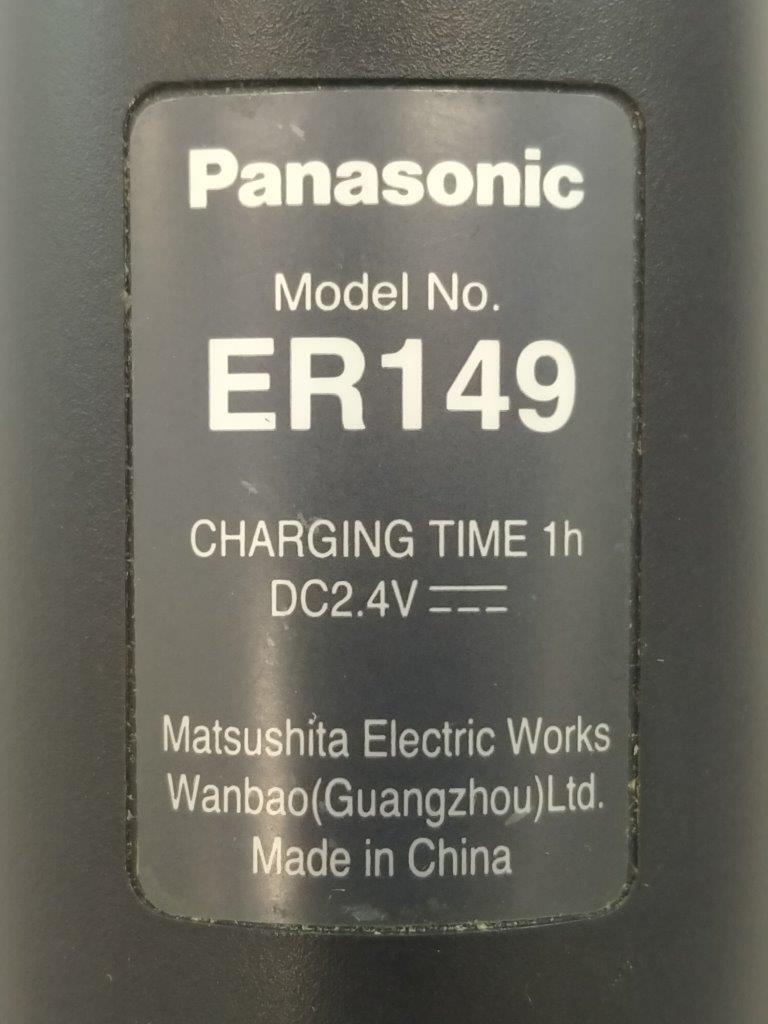 Panasonic
Model No.
ER149
CHARGING TIME 1h
DC2.4V ⎓
Matsushita Electric Works
Wanbao(Guangzhou)Ltd.
Made in China